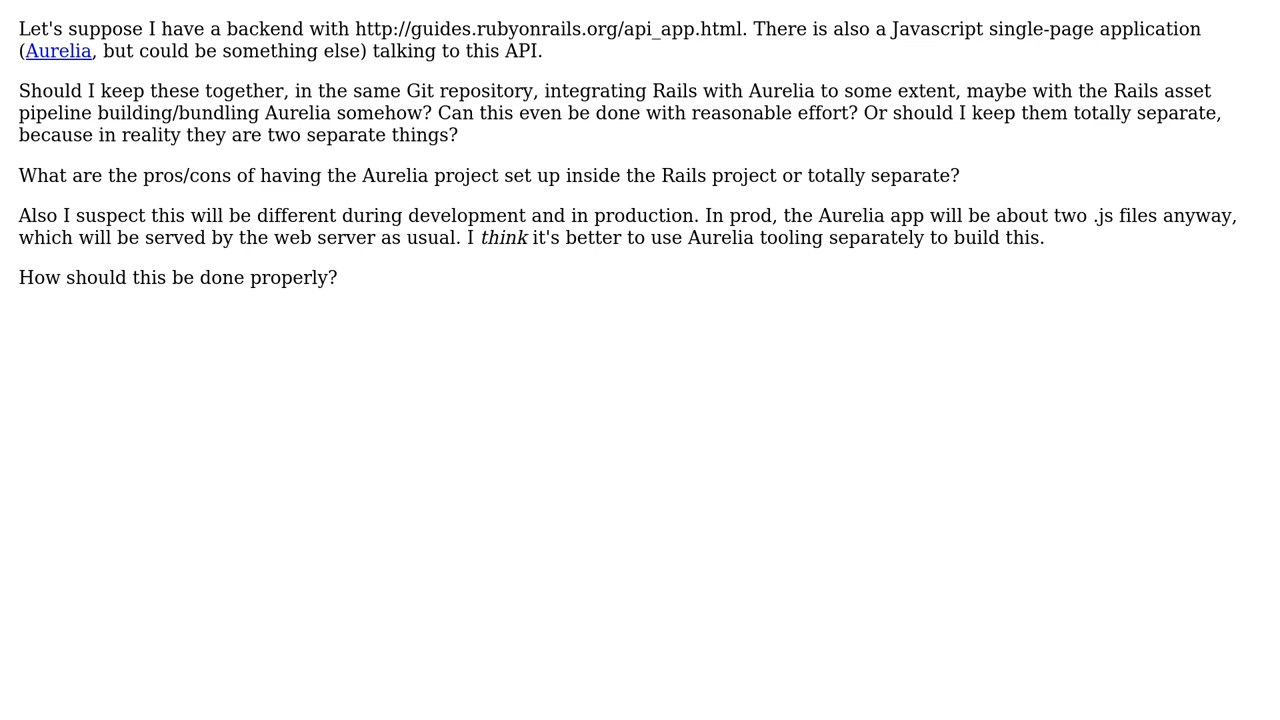 Let's suppose I have a backend with http://guides.rubyonrails.org/api_app.html. There is also a Javascript single-page application
(Aurelia, but could be something else) talking to this API.
Should I keep these together, in the same Git repository, integrating Rails with Aurelia to some extent, maybe with the Rails asset
pipeline building/bundling Aurelia somehow? Can this even be done with reasonable effort? Or should I keep them totally separate,
because in reality they are two separate things?
What are the pros/cons of having the Aurelia project set up inside the Rails project or totally separate?
Also I suspect this will be different during development and in production. In prod, the Aurelia app will be about two .js files anyway,
which will be served by the web server as usual. I think it's better to use Aurelia tooling separately to build this.
How should this be done properly?